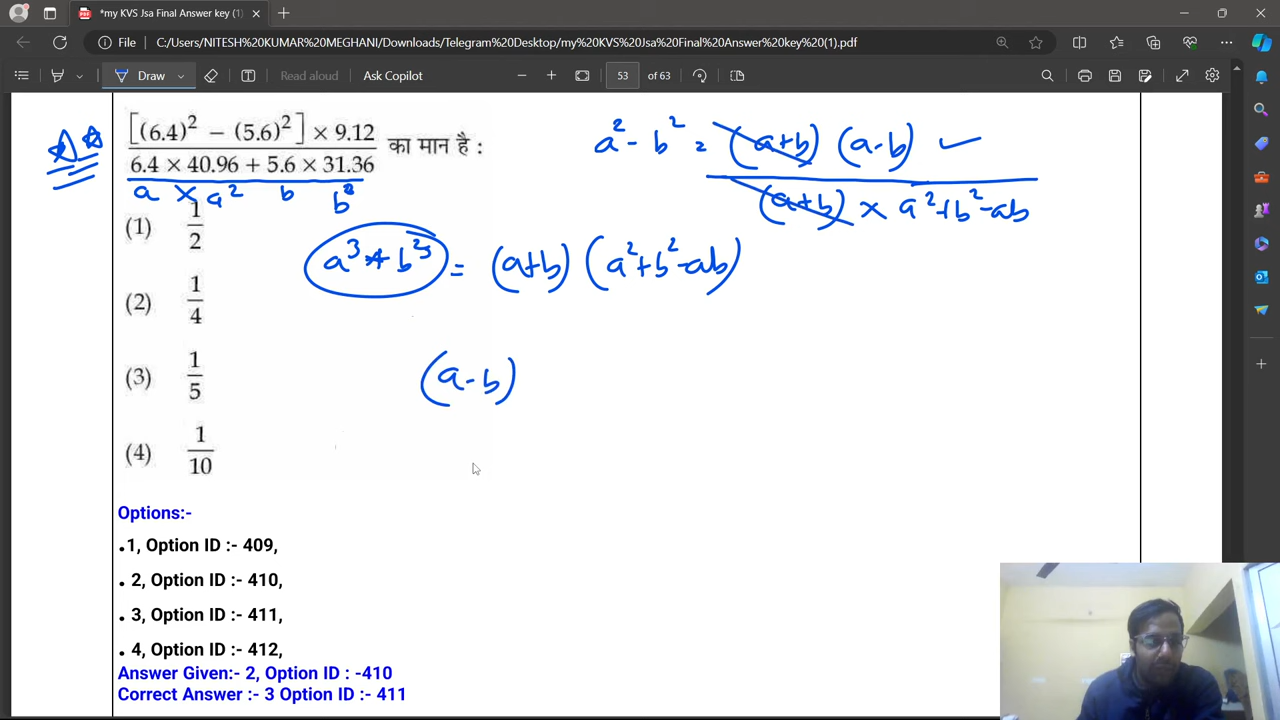 *my KVS Jsa Final Answer key (1)
File C:/Users/NITESH%20KUMAR%20MEGHANI/Downloads/Telegram%20Desktop/my%20KVS%20Jsa%20Final%20Answer%20key%20(1).pdf
Draw Read aloud Ask Copilot 53 of 63
[(6.4)² − (5.6)²] × 9.12
6.4 × 40.96 + 5.6 × 31.36
का मान है :
a × a² b b²
a² - b² = (a+b) (a-b)
(a+b) × a²+b²-ab
(1) 1/2
a³ + b³ = (a+b) (a²+b²-ab)
(2) 1/4
(3) 1/5
(a-b)
(4) 1/10
Options:-
.1, Option ID :- 409,
. 2, Option ID :- 410,
. 3, Option ID :- 411,
. 4, Option ID :- 412,
Answer Given:- 2, Option ID : -410
Correct Answer :- 3 Option ID :- 411